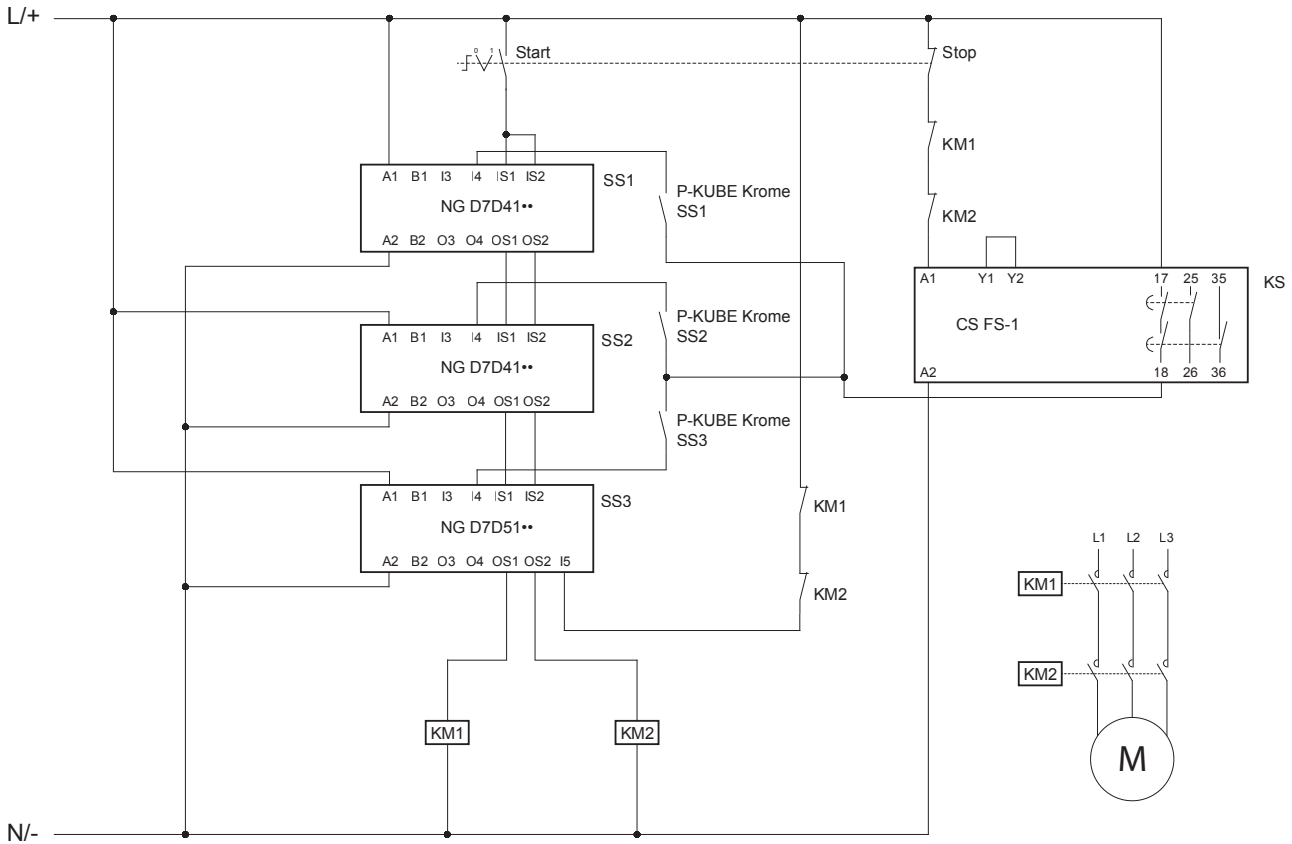 L/+
0 1 Start
Stop
KM1
A1 B1 I3 I4 IS1 IS2
SS1
P-KUBE Krome
SS1
NG D7D41••
KM2
A2 B2 O3 O4 OS1 OS2
A1 Y1 Y2 17 25 35
KS
P-KUBE Krome
SS2
CS FS-1
A1 B1 I3 I4 IS1 IS2
SS2
NG D7D41••
A2 18 26 36
A2 B2 O3 O4 OS1 OS2
P-KUBE Krome
SS3
A1 B1 I3 I4 IS1 IS2
SS3
KM1
NG D7D51••
L1 L2 L3
A2 B2 O3 O4 OS1 OS2 I5
KM1
KM2
KM2
KM1 KM2
M
N/-